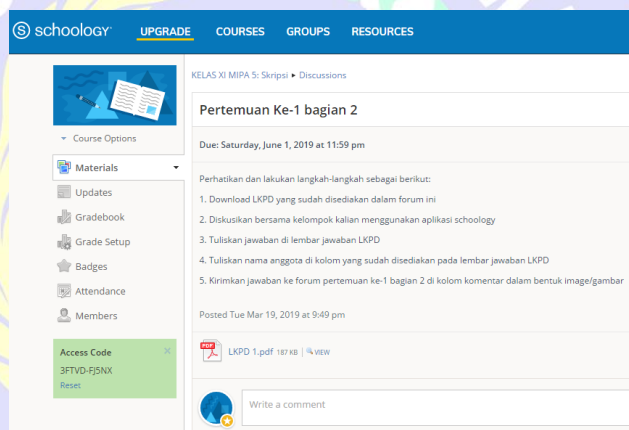 S schoology UPGRADE COURSES GROUPS RESOURCES
KELAS XI MIPA 5: Skripsi ▸ Discussions
Pertemuan Ke-1 bagian 2
Due: Saturday, June 1, 2019 at 11:59 pm
Course Options
Materials
Updates
Gradebook
Grade Setup
Badges
Attendance
Members
Access Code ×
3FTVD-FJ5NX
Reset
Perhatikan dan lakukan langkah-langkah sebagai berikut:
1. Download LKPD yang sudah disediakan dalam forum ini
2. Diskusikan bersama kelompok kalian menggunakan aplikasi schoology
3. Tuliskan jawaban di lembar jawaban LKPD
4. Tuliskan nama anggota di kolom yang sudah disediakan pada lembar jawaban LKPD
5. Kirimkan jawaban ke forum pertemuan ke-1 bagian 2 di kolom komentar dalam bentuk image/gambar
Posted Tue Mar 19, 2019 at 9:49 pm
PDF LKPD 1.pdf 187 KB | VIEW
Write a comment